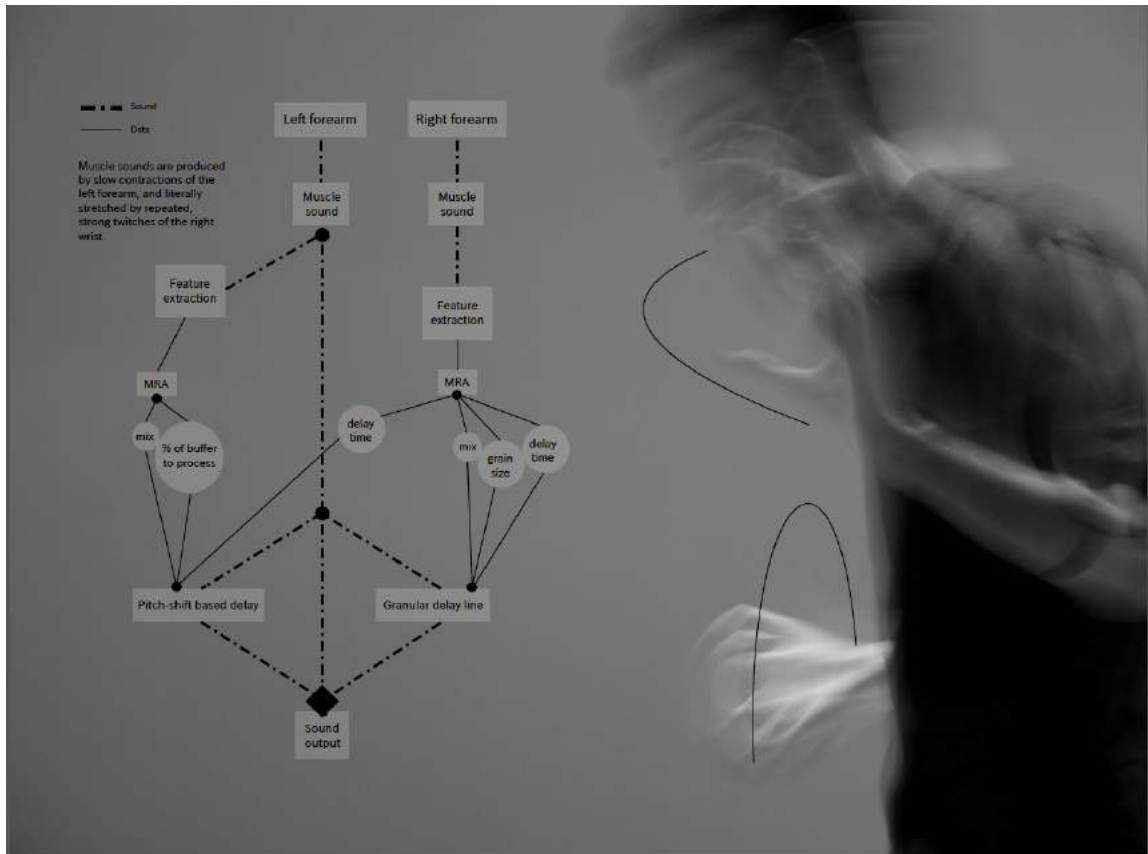 Sound
Data
Muscle sounds are produced
by slow contractions of the
left forearm, and literally
stretched by repeated,
strong twitches of the right
wrist.
Left forearm
Right forearm
Muscle
sound
Muscle
sound
Feature
extraction
Feature
extraction
MRA
MRA
mix
% of buffer
to process
delay
time
mix
grain
size
delay
time
Pitch-shift based delay
Granular delay line
Sound
output